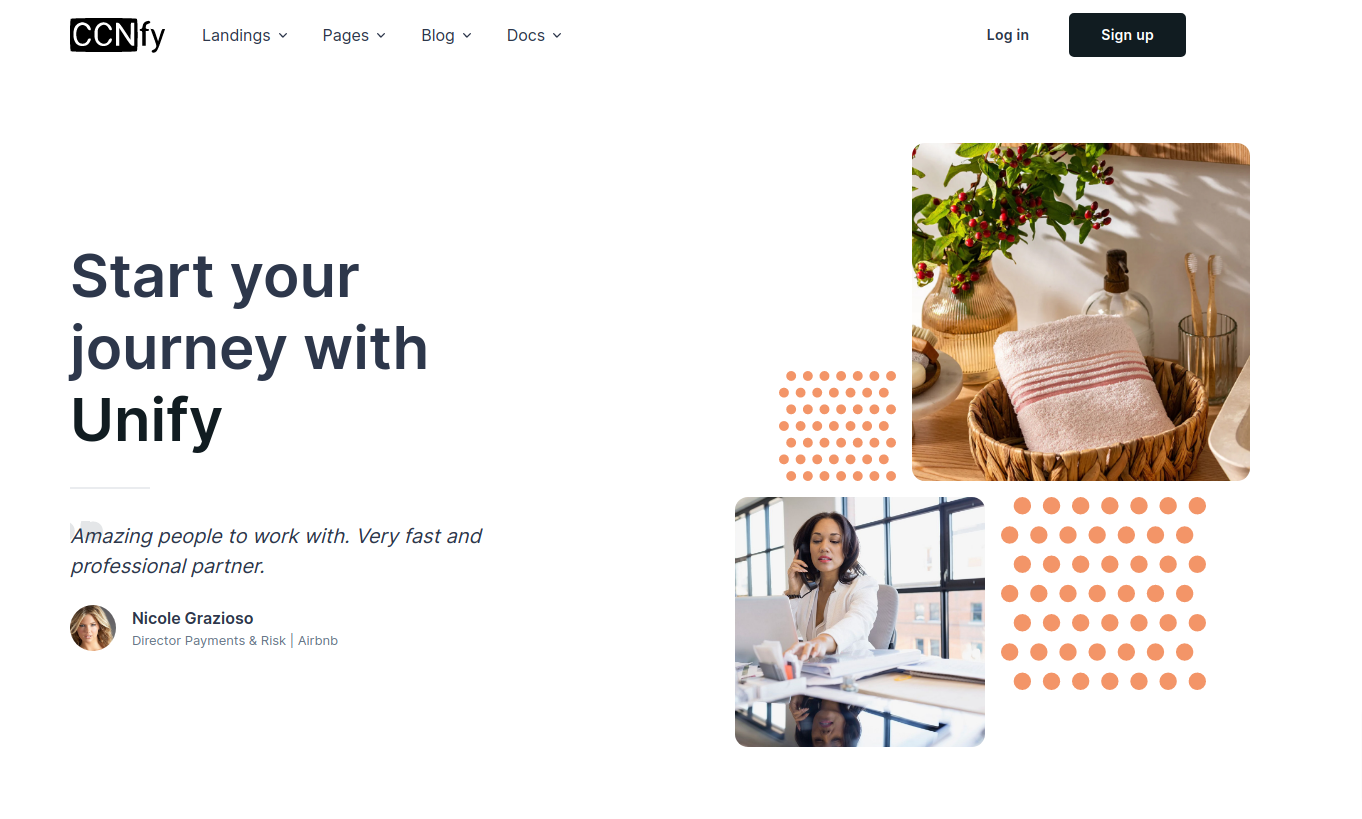 CCNfy
Landings Pages Blog Docs Log in Sign up
Start your
journey with
Unify
Amazing people to work with. Very fast and
professional partner.
Nicole Grazioso
Director Payments & Risk | Airbnb